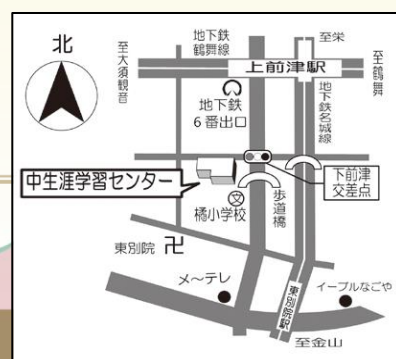 北
至大須観音
地下鉄
鶴舞線
至栄
上前津駅
至鶴舞
地下鉄
6番出口
地下鉄名城線
中生涯学習センター
下前津
交差点
歩道橋
文
橘小学校
東別院
卍
メ〜テレ
東別院駅
イーブルなごや
至金山